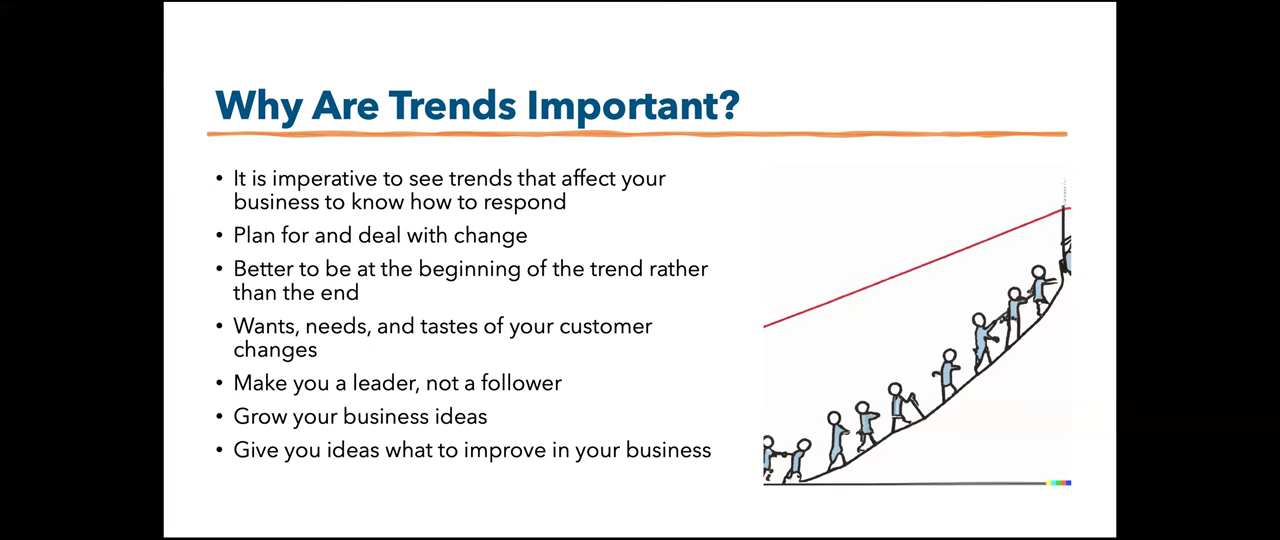 Why Are Trends Important?
• It is imperative to see trends that affect your
business to know how to respond
• Plan for and deal with change
• Better to be at the beginning of the trend rather
than the end
• Wants, needs, and tastes of your customer
changes
• Make you a leader, not a follower
• Grow your business ideas
• Give you ideas what to improve in your business